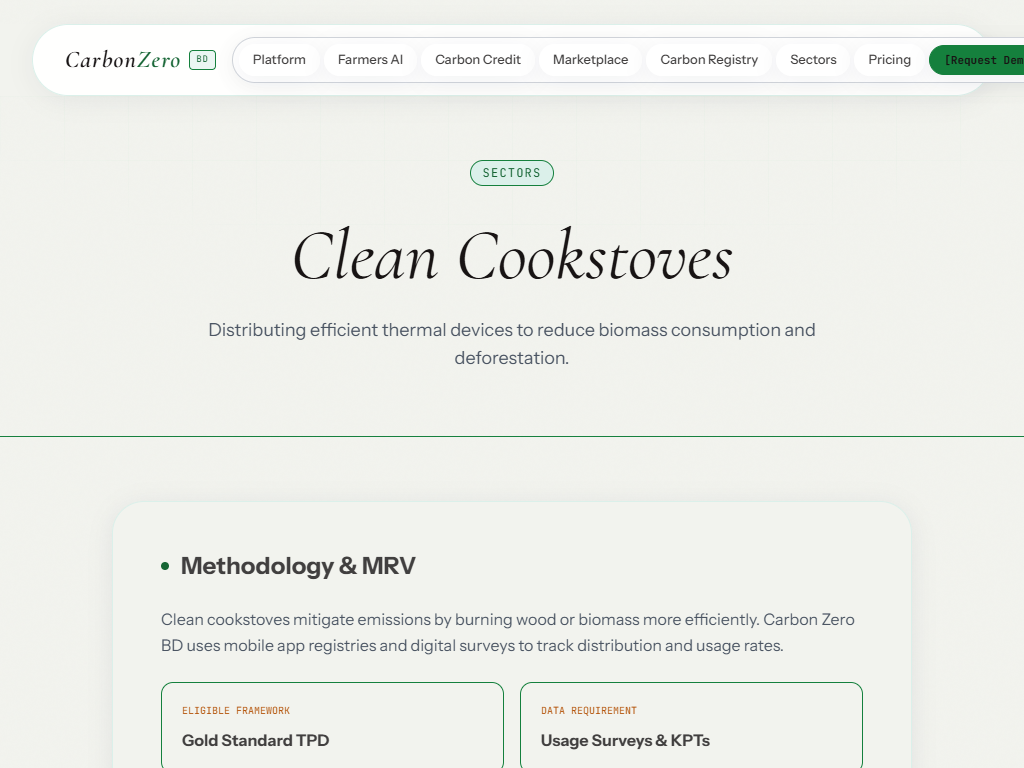 CarbonZero BD
Platform Farmers AI Carbon Credit Marketplace Carbon Registry Sectors Pricing [Request Dem
SECTORS
Clean Cookstoves
Distributing efficient thermal devices to reduce biomass consumption and
deforestation.
Methodology & MRV
Clean cookstoves mitigate emissions by burning wood or biomass more efficiently. Carbon Zero
BD uses mobile app registries and digital surveys to track distribution and usage rates.
ELIGIBLE FRAMEWORK
Gold Standard TPD
DATA REQUIREMENT
Usage Surveys & KPTs